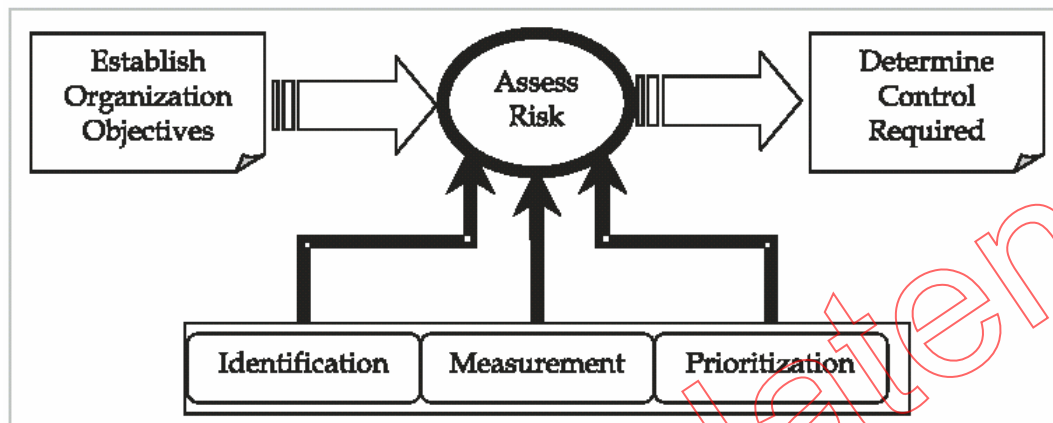 Establish
Organization
Objectives
Assess
Risk
Determine
Control
Required
Identification
Measurement
Prioritization